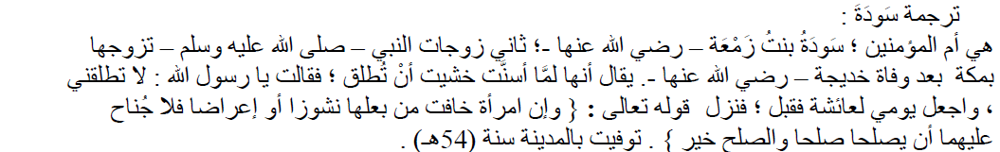 ترجمة سَودَةَ :
هي أم المؤمنين ؛ سَودَةُ بنتُ زَمْعَة – رضي الله عنها -؛ ثاني زوجات النبي – صلى الله عليه وسلم – تزوجها
بمكة بعد وفاة خديجة – رضي الله عنها -. يقال أنها لمَّا أسنَّت خشيت أنْ تُطلق ؛ فقالت يا رسول الله : لا تطلقني
، واجعل يومي لعائشة فقبل ؛ فنزل قوله تعالى : { وإن امرأة خافت من بعلها نشوزا أو إعراضا فلا جُناح
عليهما أن يصلحا صلحا والصلح خير } . توفيت بالمدينة سنة (54هـ) .